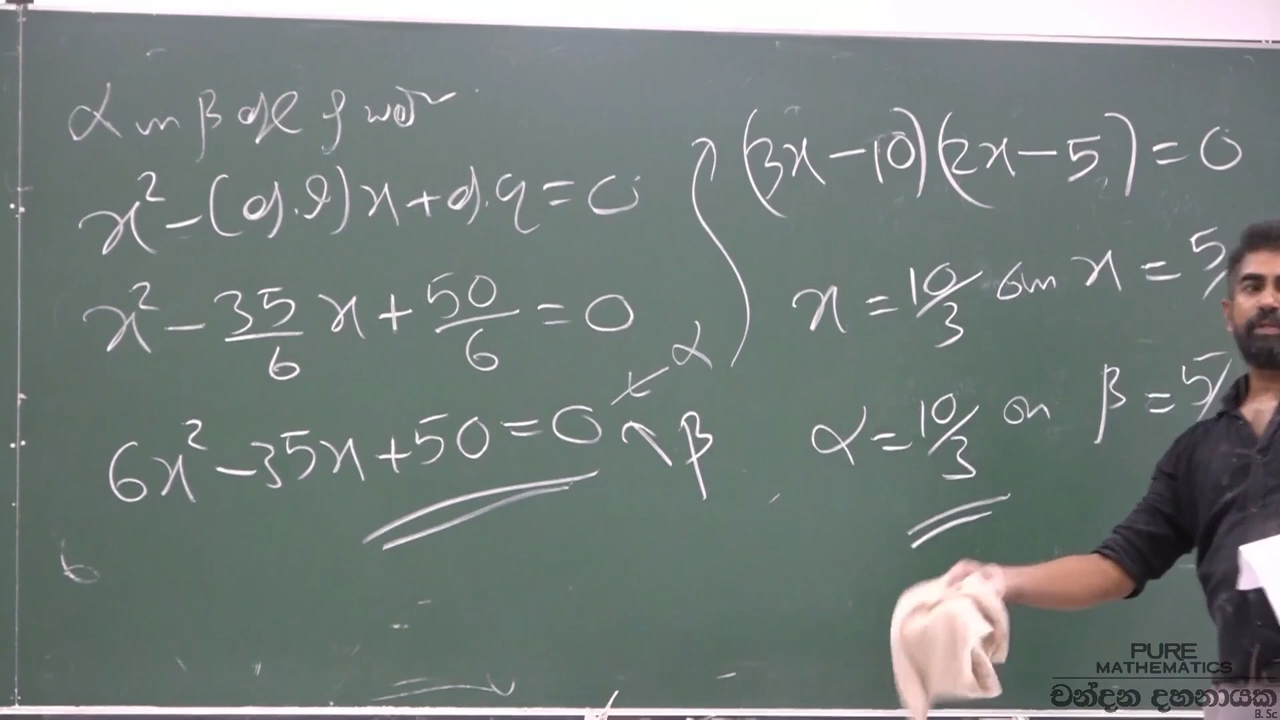 x² - ( )x + = 0
x² - 35/6 x + 50/6 = 0
6x² - 35x + 50 = 0
α
β
(3x - 10)(2x - 5) = 0
x = 10/3 x = 5/
α = 10/3 β = 5/
PURE
MATHEMATICS
චන්දන දහනායක
B.Sc